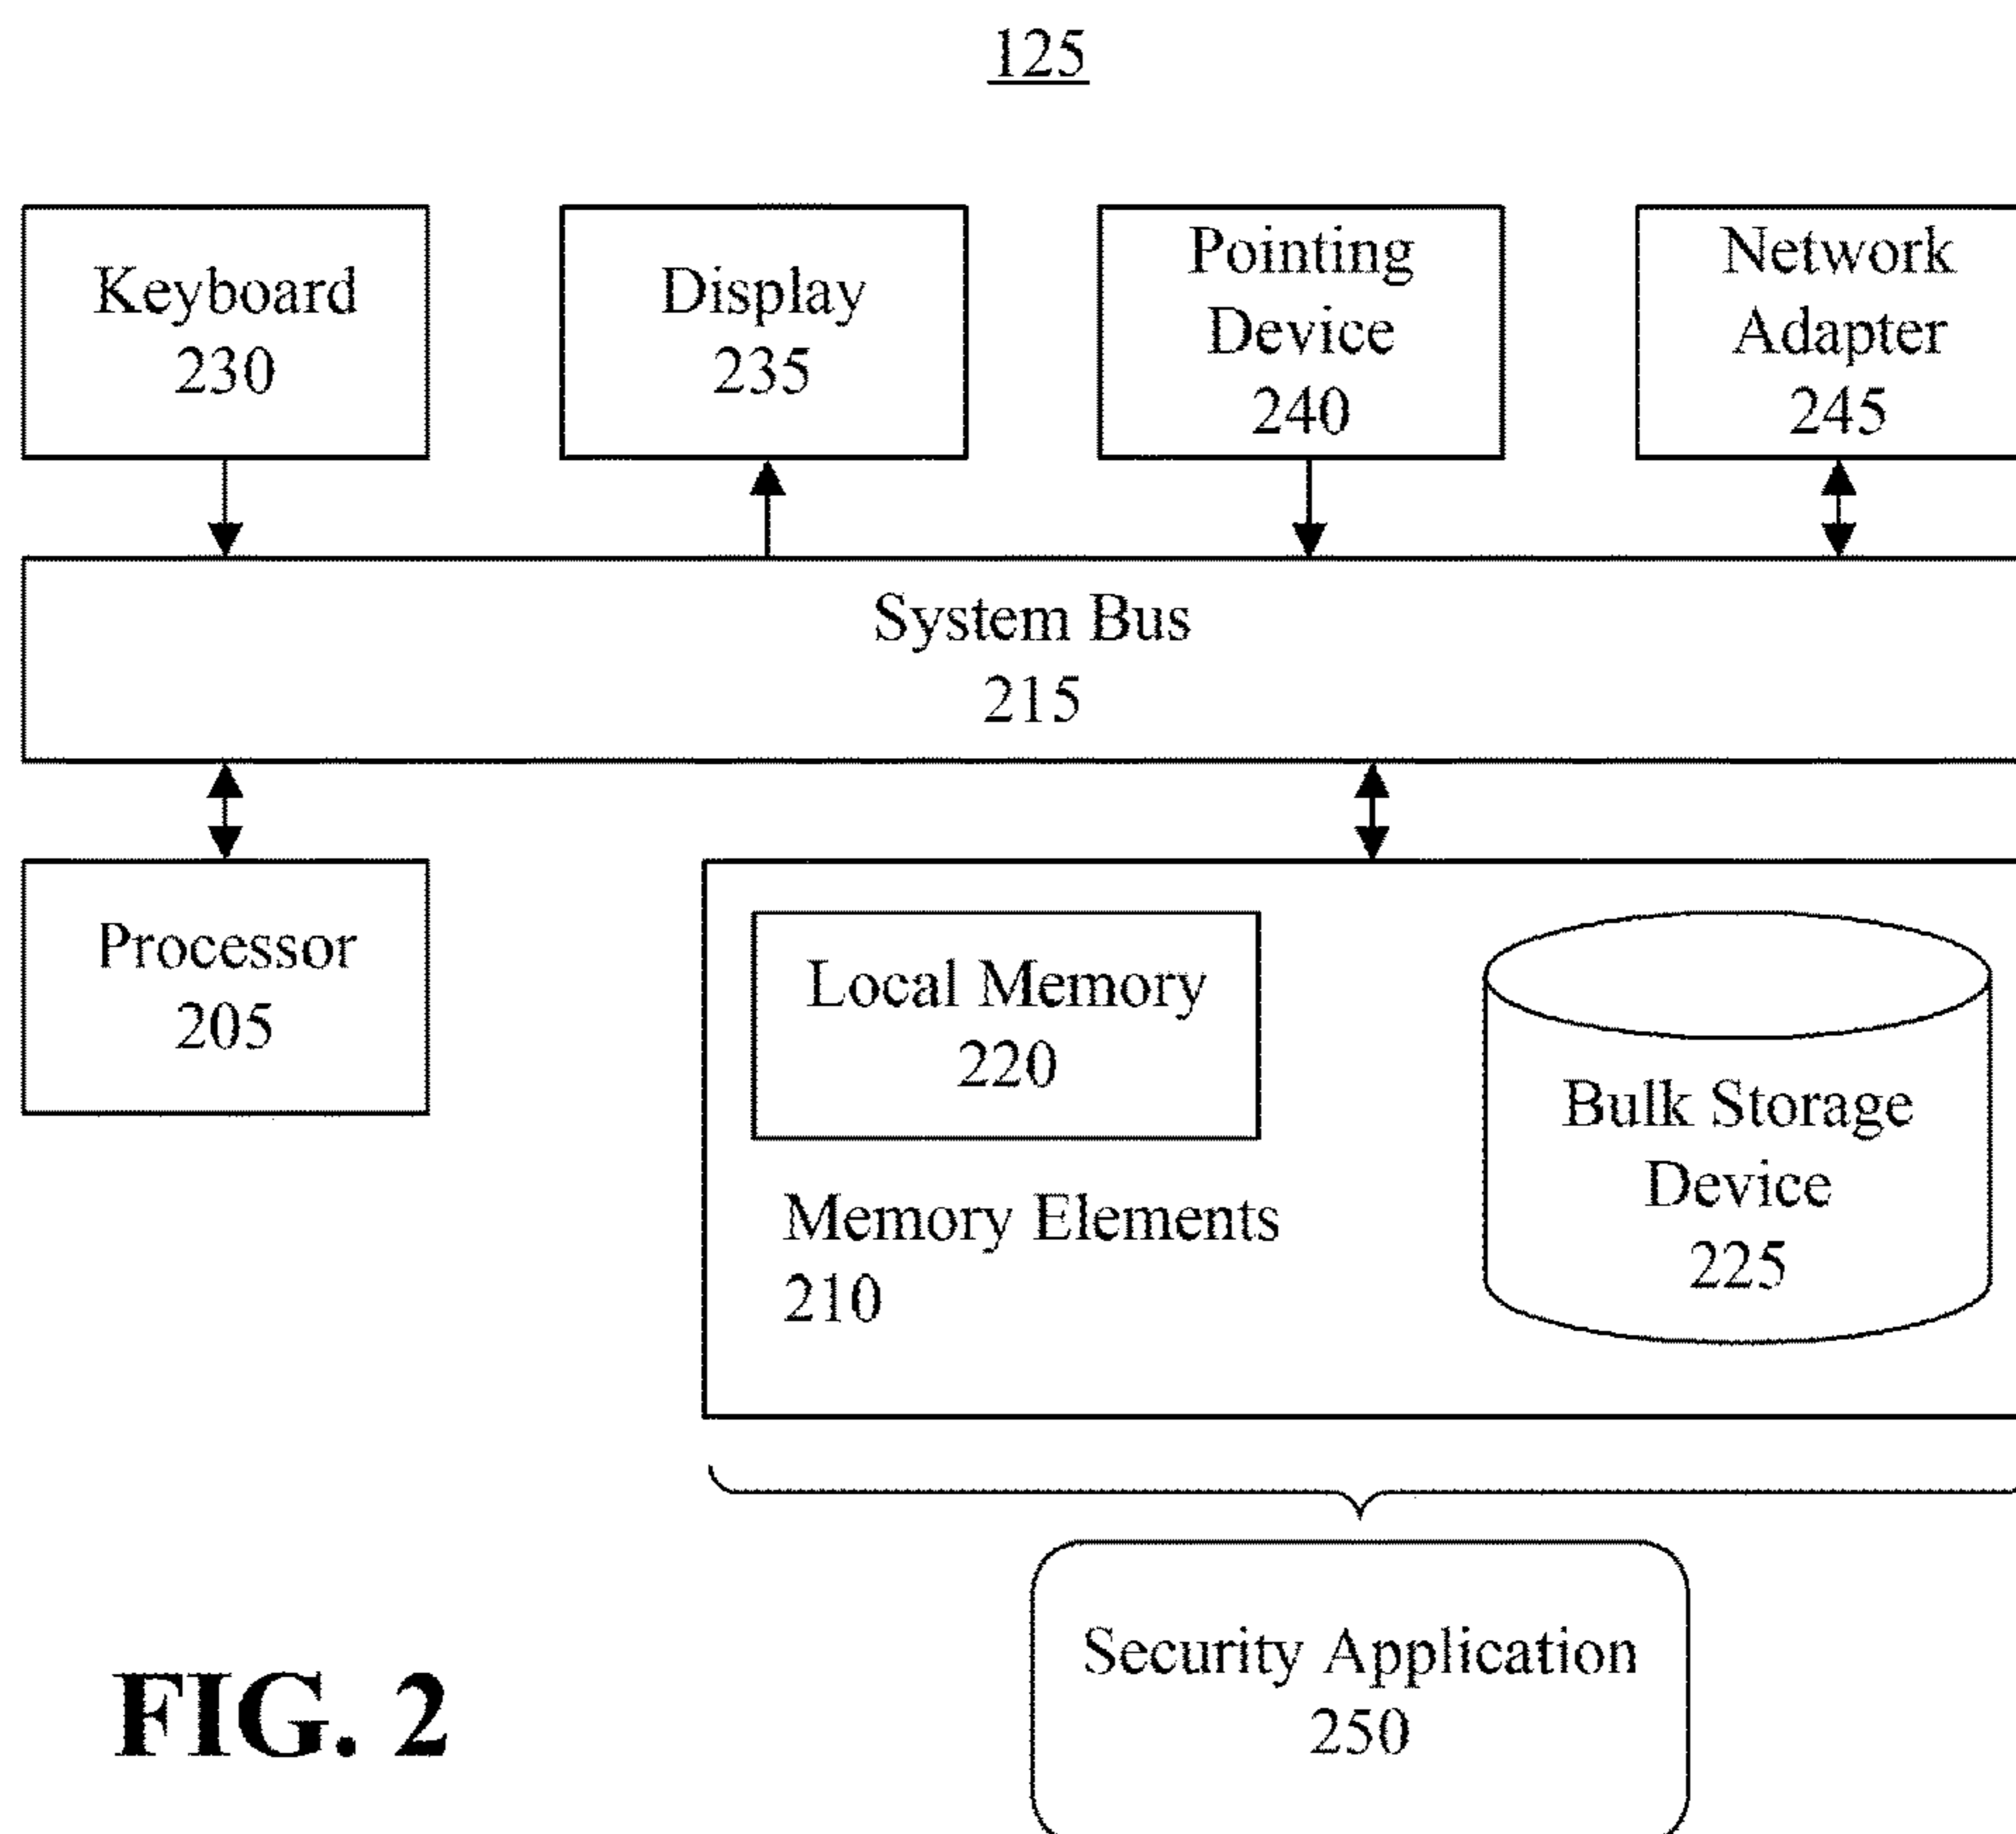 125
Keyboard
230
Display
235
Pointing
Device
240
Network
Adapter
245
System Bus
215
Processor
205
Local Memory
220
Memory Elements
210
Bulk Storage
Device
225
Security Application
250
FIG. 2